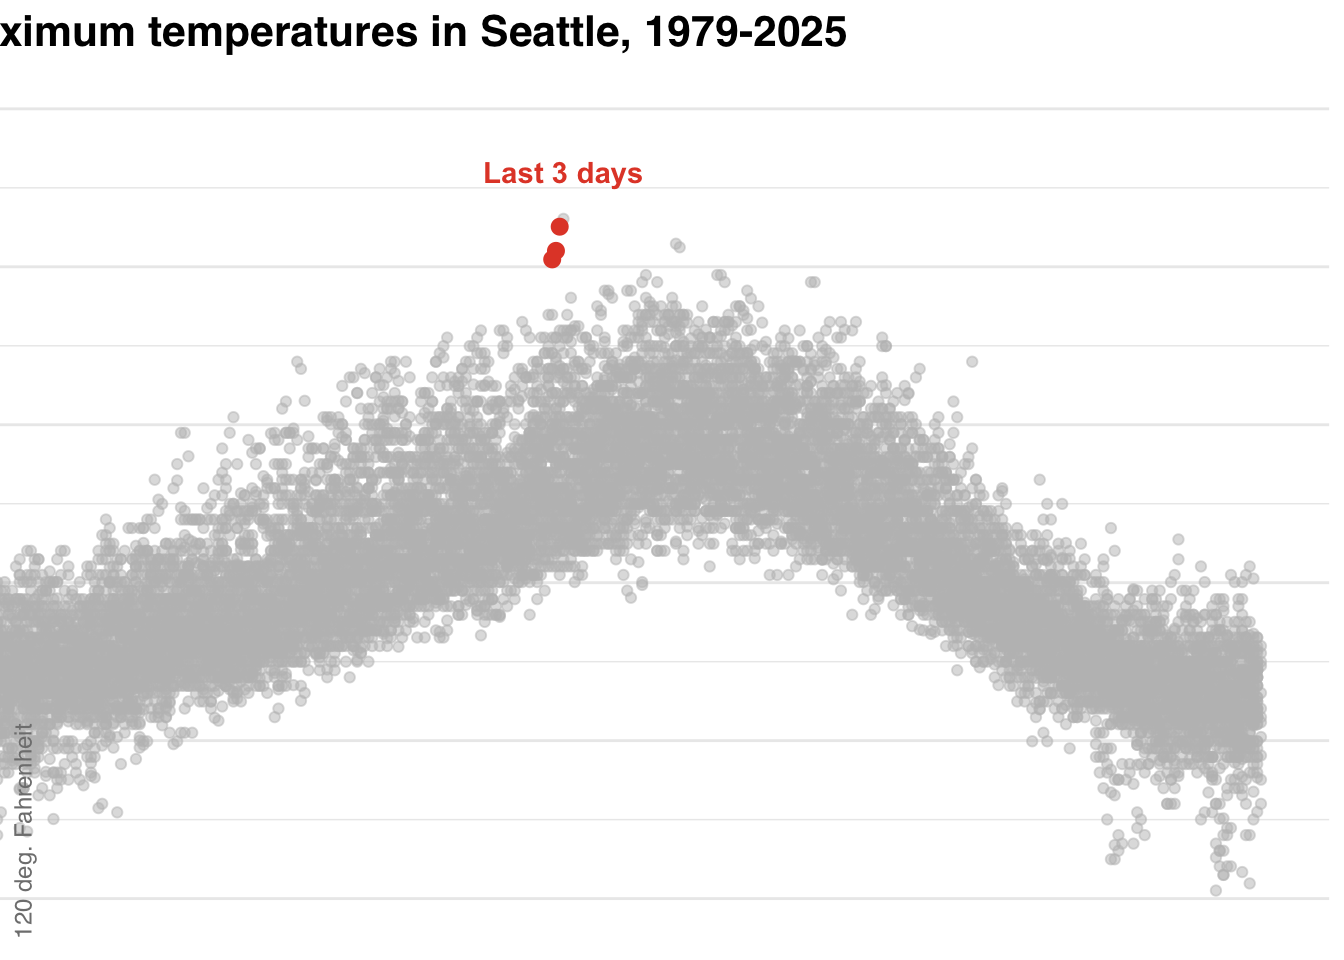 ximum temperatures in Seattle, 1979-2025
Last 3 days
120 deg. Fahrenheit